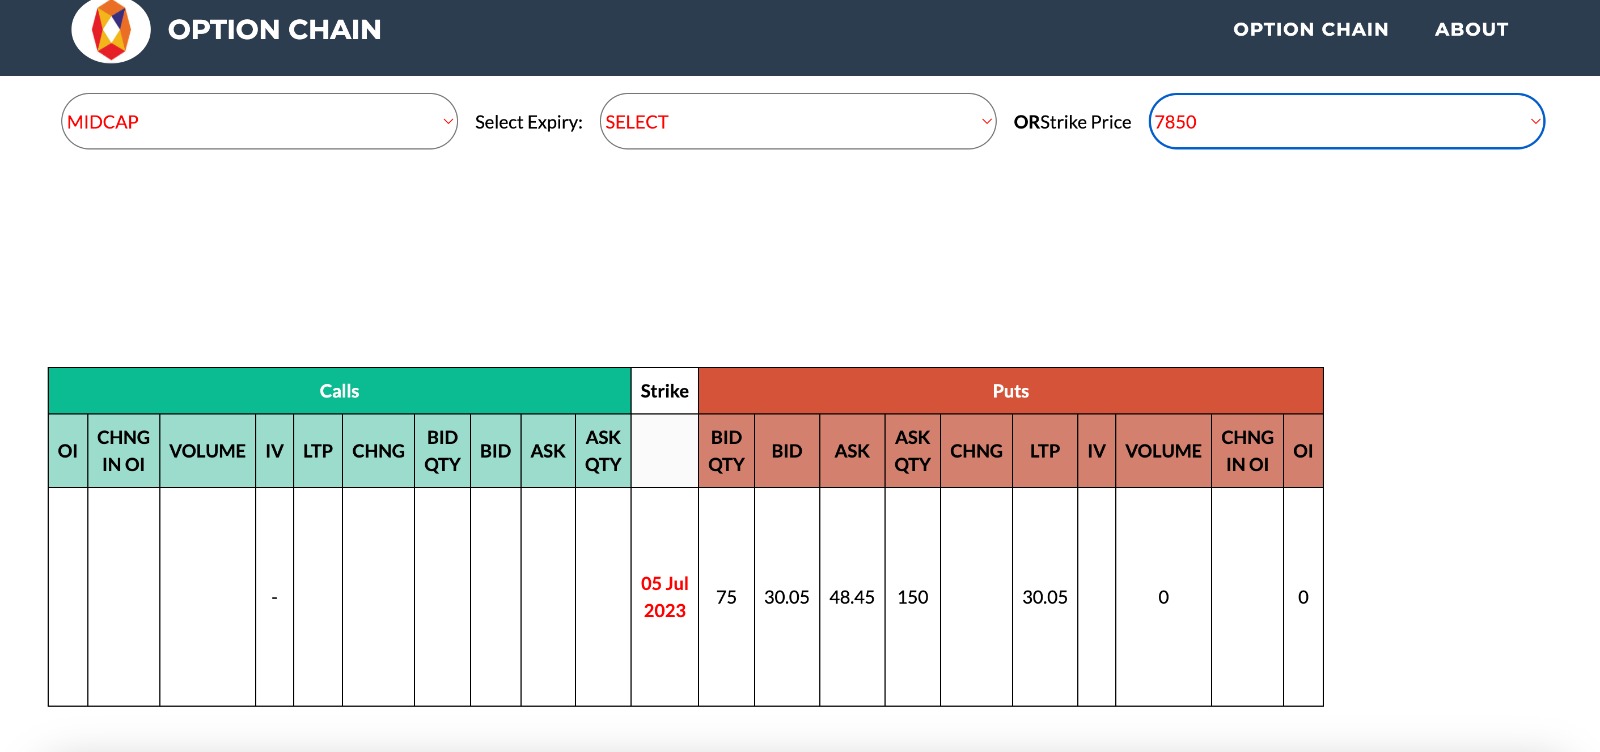 OPTION CHAIN
OPTION CHAIN ABOUT
MIDCAP Select Expiry: SELECT ORStrike Price 7850
Calls Strike Puts
OI CHNG IN OI VOLUME IV LTP CHNG BID QTY BID ASK ASK QTY BID QTY BID ASK ASK QTY CHNG LTP IV VOLUME CHNG IN OI OI
- 05 Jul 2023 75 30.05 48.45 150 30.05 0 0